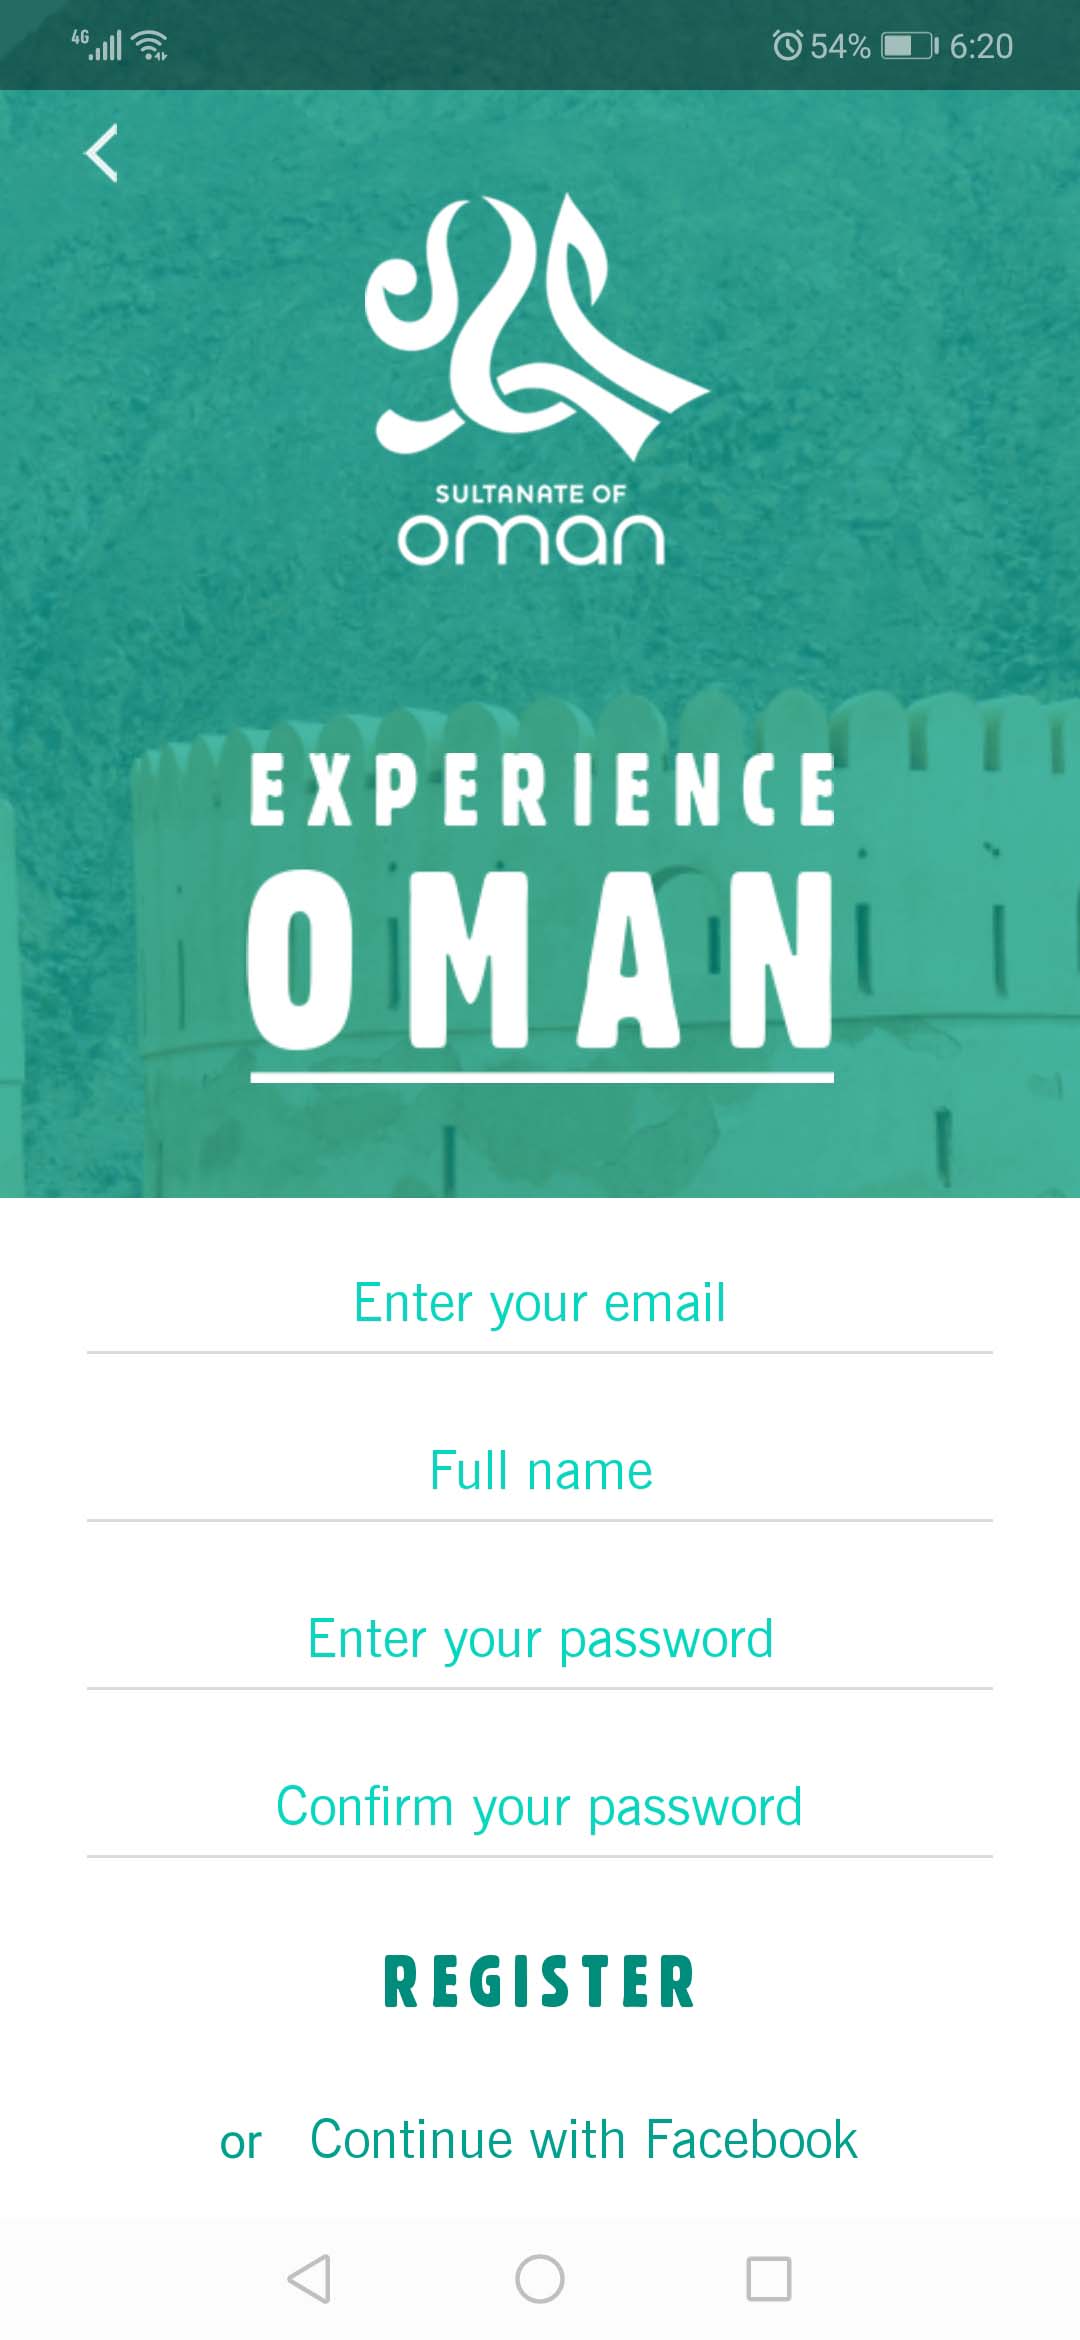 4G 54% 6:20
SULTANATE OF
oman
EXPERIENCE
OMAN
Enter your email
Full name
Enter your password
Confirm your password
REGISTER
or Continue with Facebook